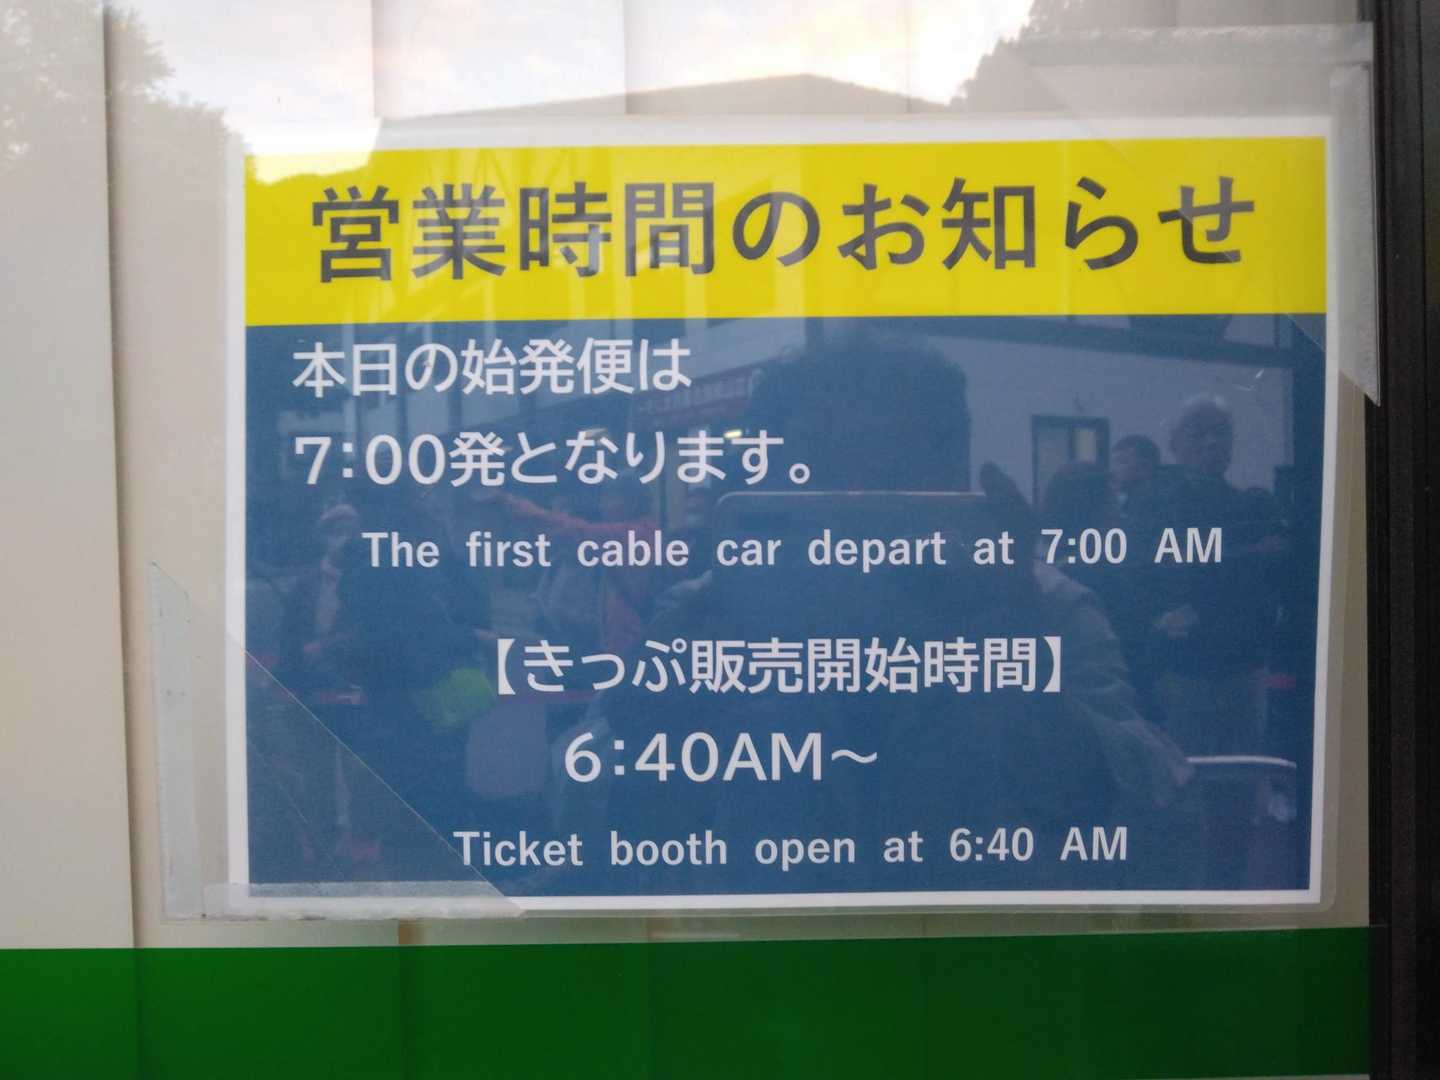 営業時間のお知らせ
本日の始発便は
7:00発となります。
The first cable car depart at 7:00 AM
【きっぷ販売開始時間】
6:40AM～
Ticket booth open at 6:40 AM